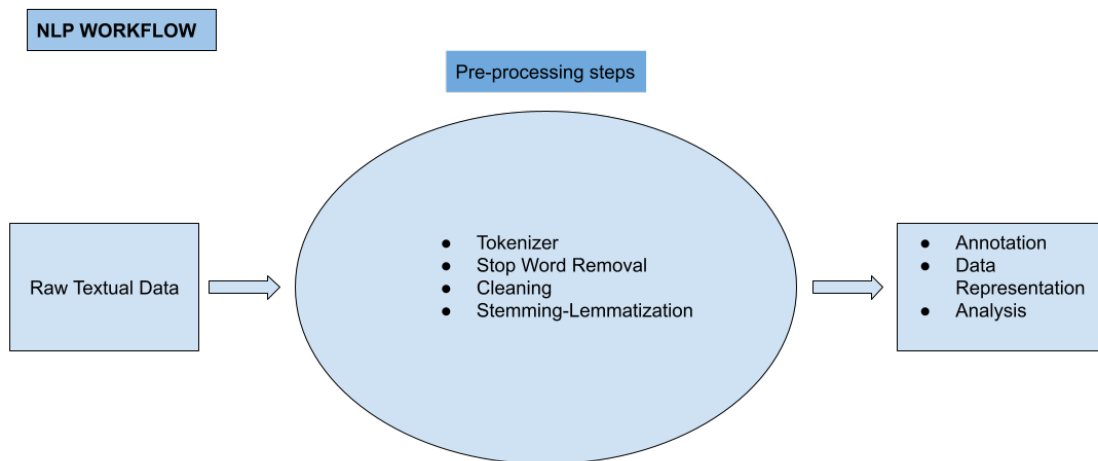 NLP WORKFLOW
Pre-processing steps
Raw Textual Data
● Tokenizer
● Stop Word Removal
● Cleaning
● Stemming-Lemmatization
● Annotation
● Data
Representation
● Analysis